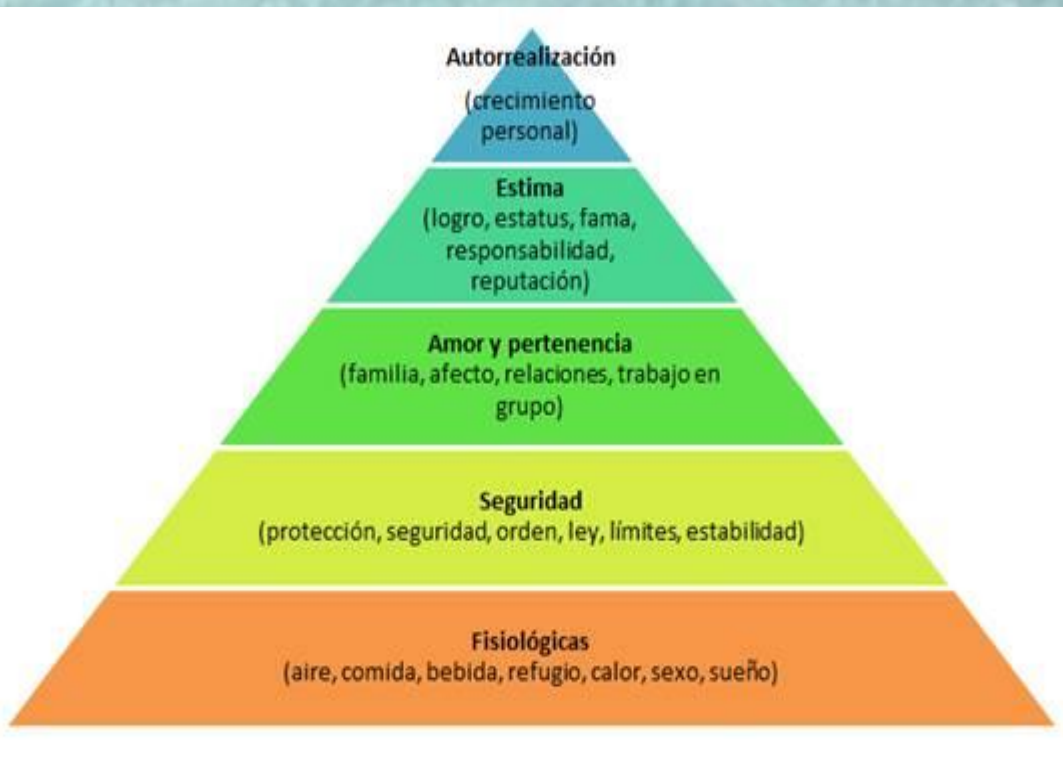 Autorrealización
(crecimiento
personal)
Estima
(logro, estatus, fama,
responsabilidad,
reputación)
Amor y pertenencia
(familia, afecto, relaciones, trabajo en
grupo)
Seguridad
(protección, seguridad, orden, ley, límites, estabilidad)
Fisiológicas
(aire, comida, bebida, refugio, calor, sexo, sueño)